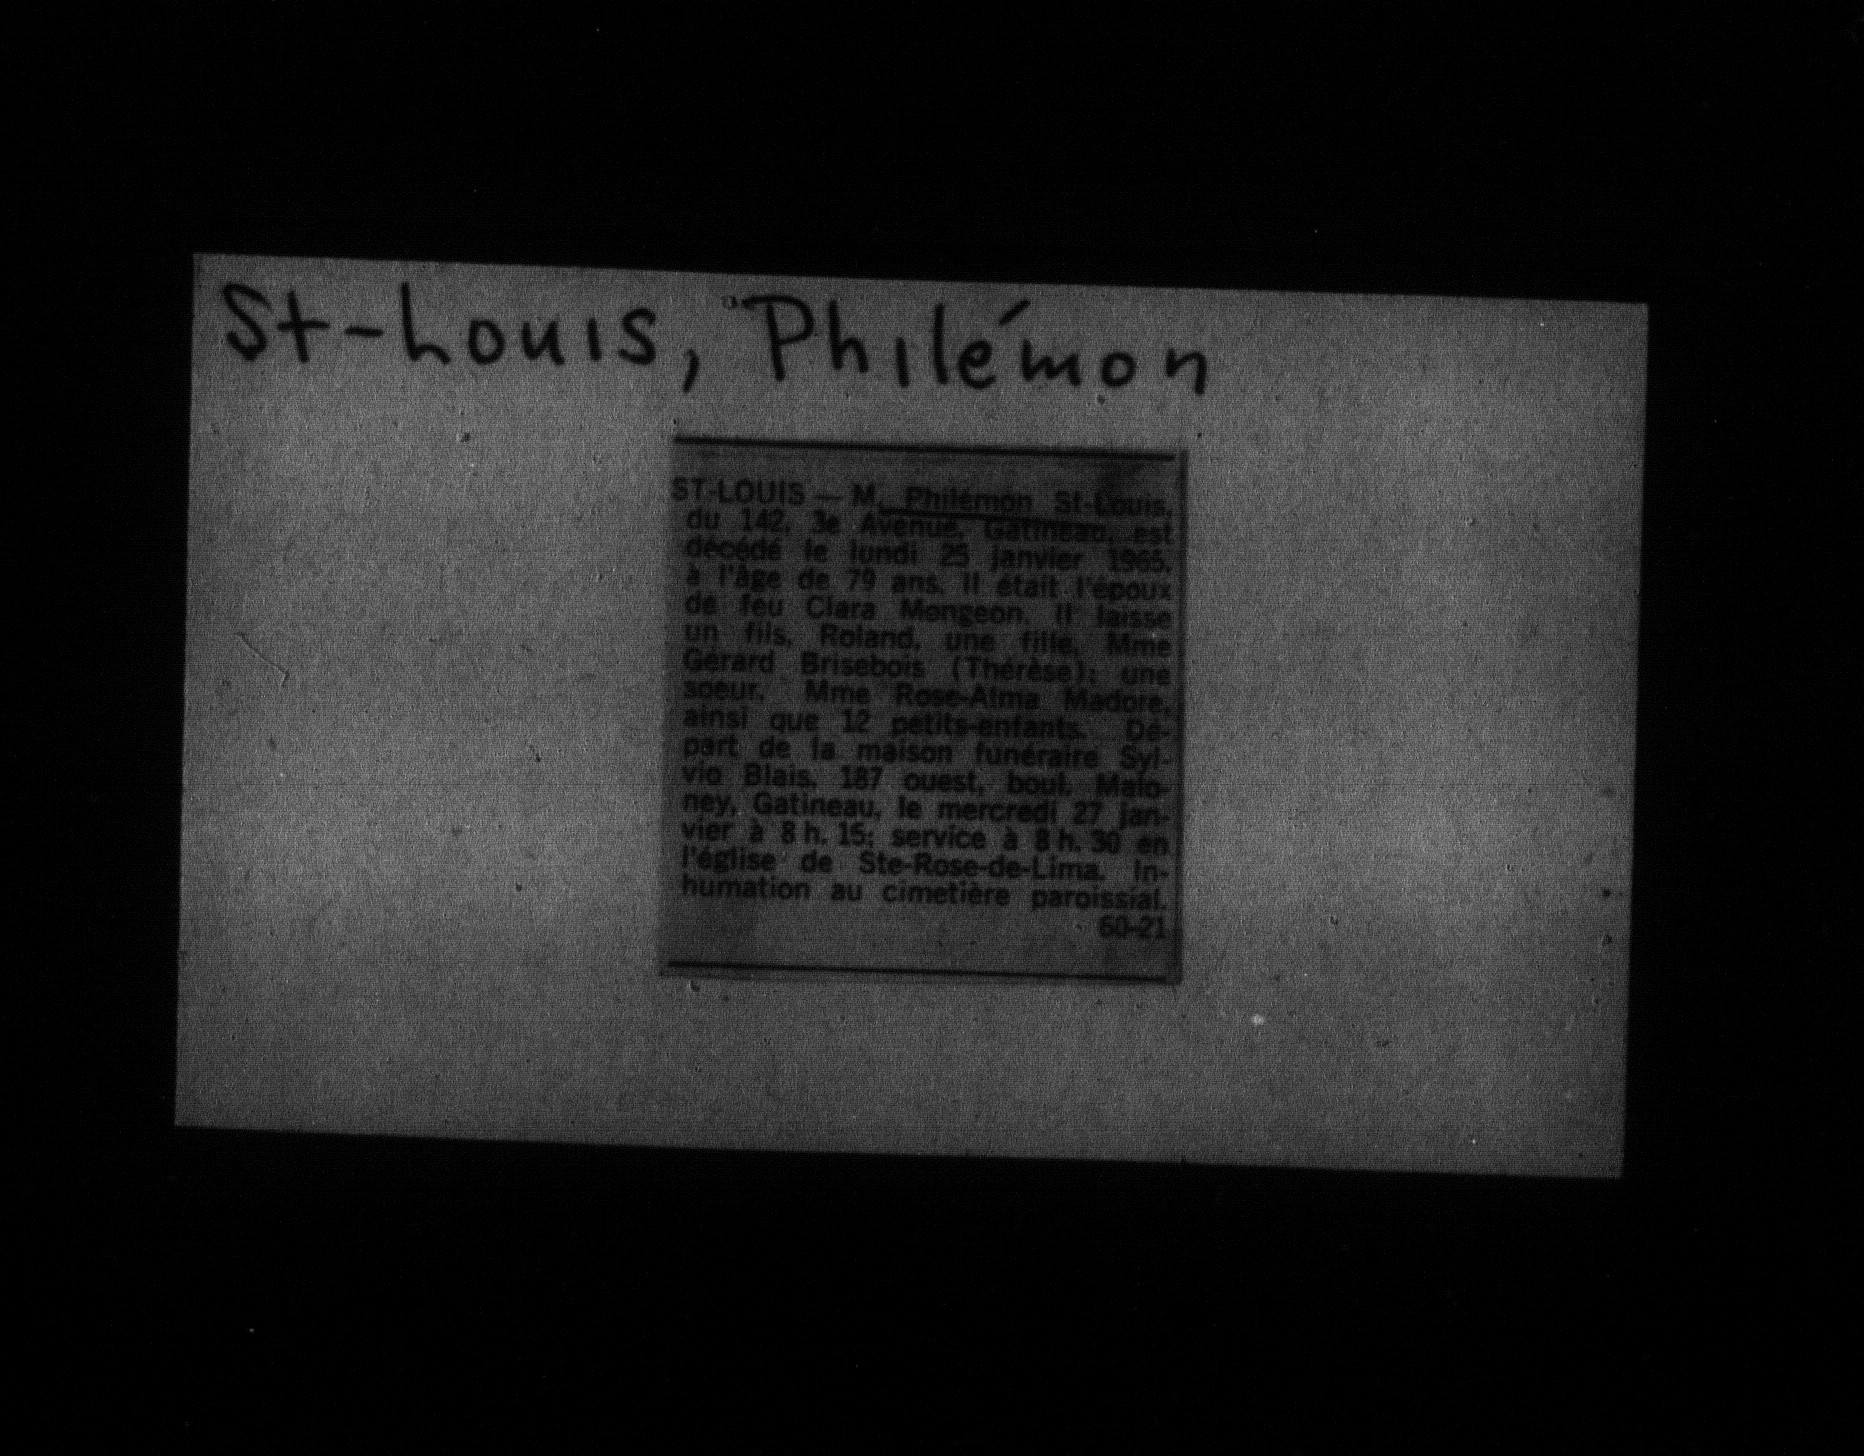 St-Louis, Philémon
ST-LOUIS — M. Philémon St-Louis,
du 142, 3e Avenue, Gatineau, est
décédé le lundi 25 janvier 1965,
à l'âge de 79 ans. Il était l'époux
de feu Clara Mongeon. Il laisse
un fils, Roland, une fille, Mme
Gérard Brisebois (Thérèse); une
soeur, Mme Rose-Alma Madore,
ainsi que 12 petits-enfants. Dé-
part de la maison funéraire Syl-
vio Blais, 187 ouest, boul. Malo-
ney, Gatineau, le mercredi 27 jan-
vier à 8 h. 15; service à 8 h. 30 en
l'église de Ste-Rose-de-Lima. In-
humation au cimetière paroissial.
60-21